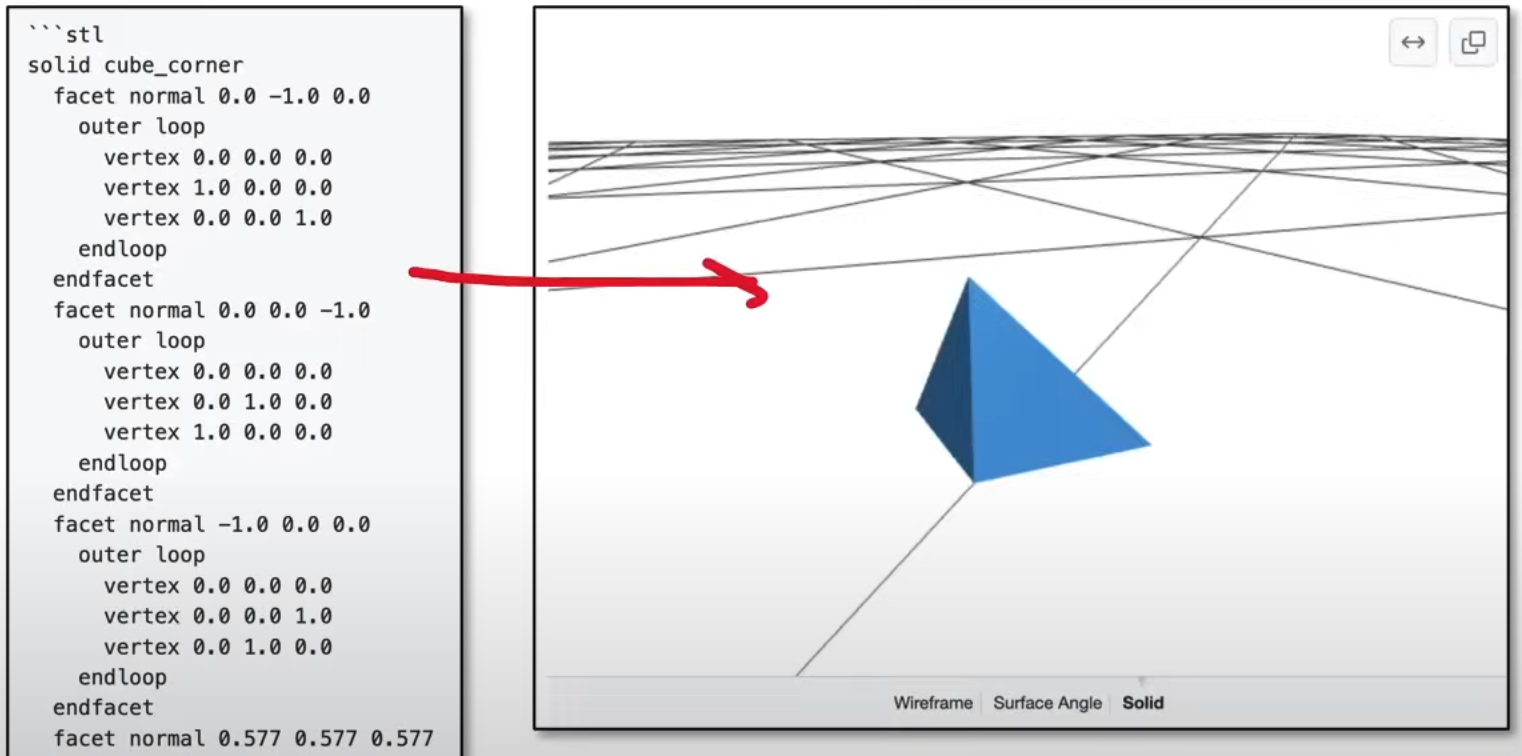 ```stl
solid cube_corner
facet normal 0.0 -1.0 0.0
outer loop
vertex 0.0 0.0 0.0
vertex 1.0 0.0 0.0
vertex 0.0 0.0 1.0
endloop
endfacet
facet normal 0.0 0.0 -1.0
outer loop
vertex 0.0 0.0 0.0
vertex 0.0 1.0 0.0
vertex 1.0 0.0 0.0
endloop
endfacet
facet normal -1.0 0.0 0.0
outer loop
vertex 0.0 0.0 0.0
vertex 0.0 0.0 1.0
vertex 0.0 1.0 0.0
endloop
endfacet
facet normal 0.577 0.577 0.577
Wireframe Surface Angle Solid